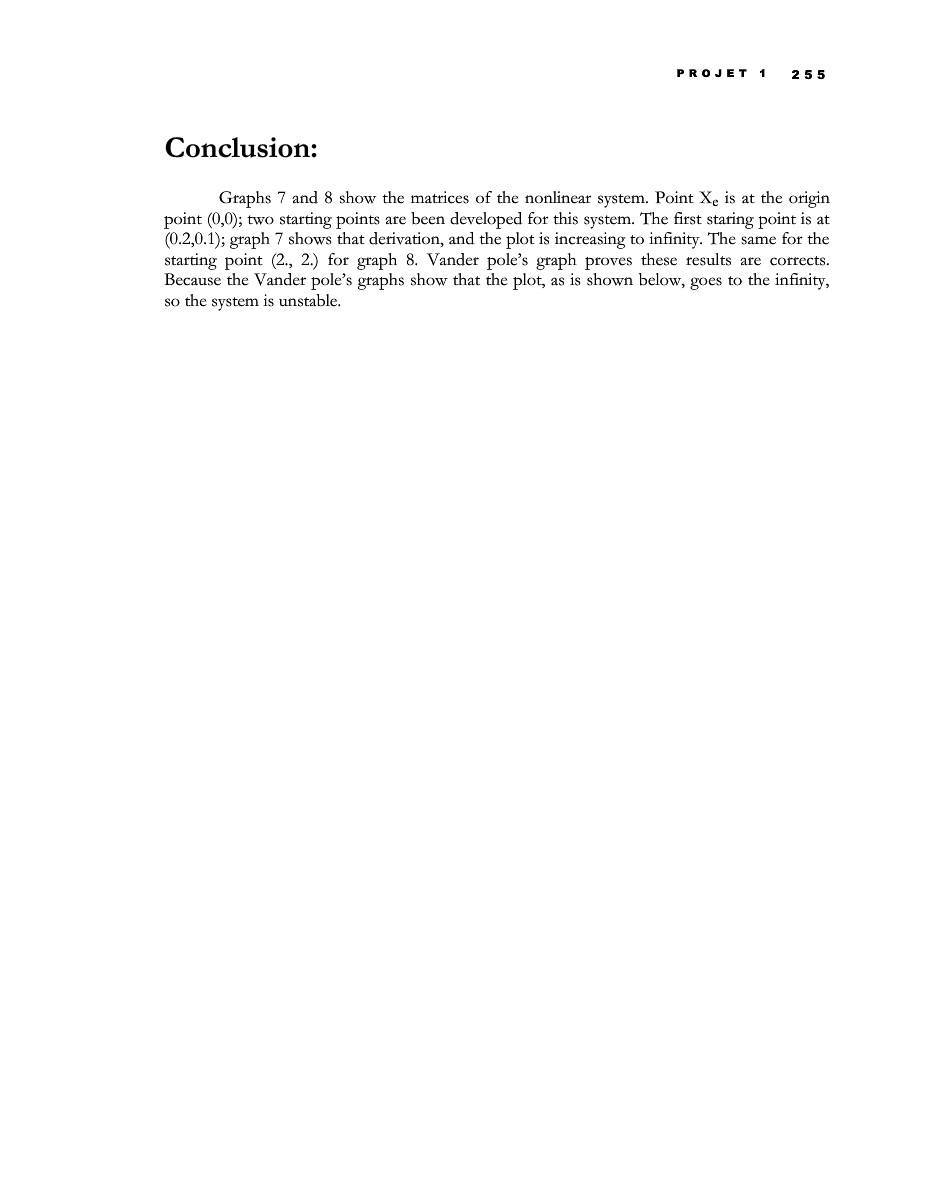 PROJET 1 255
Conclusion:
Graphs 7 and 8 show the matrices of the nonlinear system. Point Xe is at the origin
point (0,0); two starting points are been developed for this system. The first staring point is at
(0.2,0.1); graph 7 shows that derivation, and the plot is increasing to infinity. The same for the
starting point (2., 2.) for graph 8. Vander pole’s graph proves these results are corrects.
Because the Vander pole’s graphs show that the plot, as is shown below, goes to the infinity,
so the system is unstable.